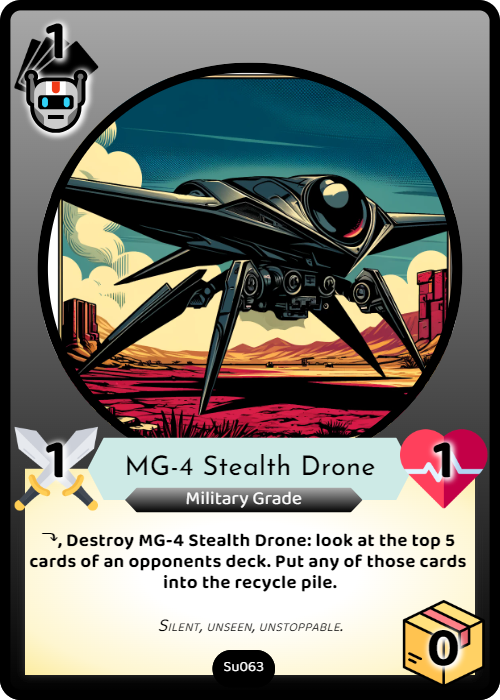 1
MG-4 Stealth Drone
1
1
Military Grade
⤵, Destroy MG-4 Stealth Drone: look at the top 5
cards of an opponents deck. Put any of those cards
into the recycle pile.
Silent, unseen, unstoppable.
Su063
0